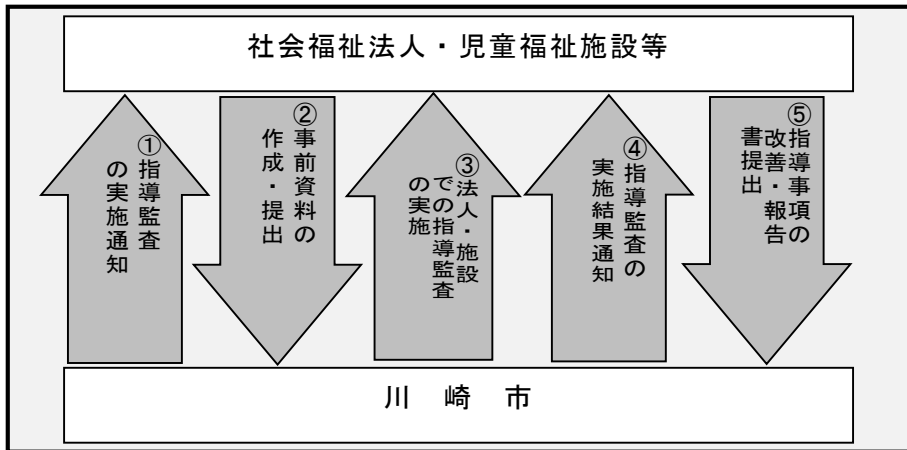 社会福祉法人・児童福祉施設等
①指導監査
の実施通知
②事前資料の
作成・提出
③法人・施設
での指導監査
の実施
④指導監査の
実施結果通知
⑤指導事項の
改善・報告
書提出
川　崎　市